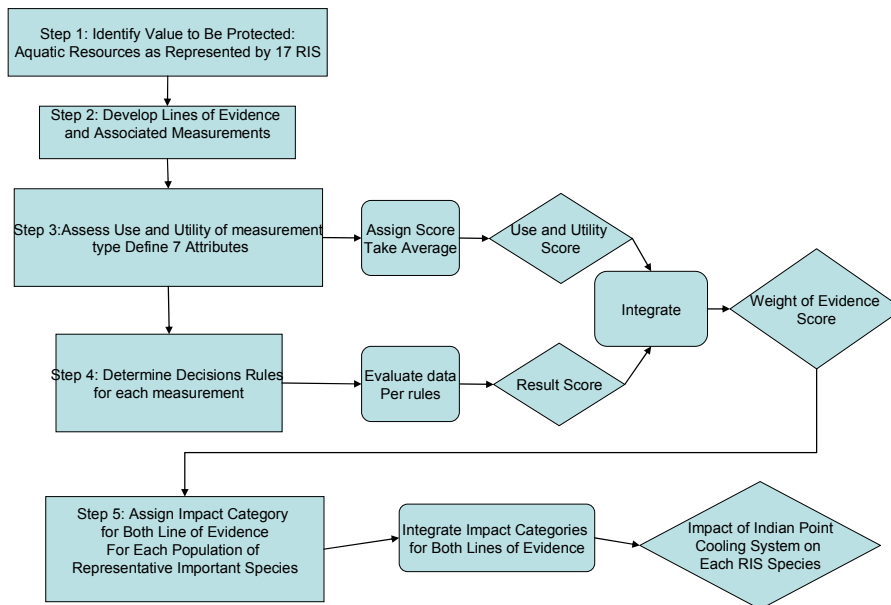 Step 1: Identify Value to Be Protected:
Aquatic Resources as Represented by 17 RIS
Step 2: Develop Lines of Evidence
and Associated Measurements
Step 3:Assess Use and Utility of measurement
type Define 7 Attributes
Assign Score
Take Average
Use and Utility
Score
Integrate
Weight of Evidence
Score
Step 4: Determine Decisions Rules
for each measurement
Evaluate data
Per rules
Result Score
Step 5: Assign Impact Category
for Both Line of Evidence
For Each Population of
Representative Important Species
Integrate Impact Categories
for Both Lines of Evidence
Impact of Indian Point
Cooling System on
Each RIS Species